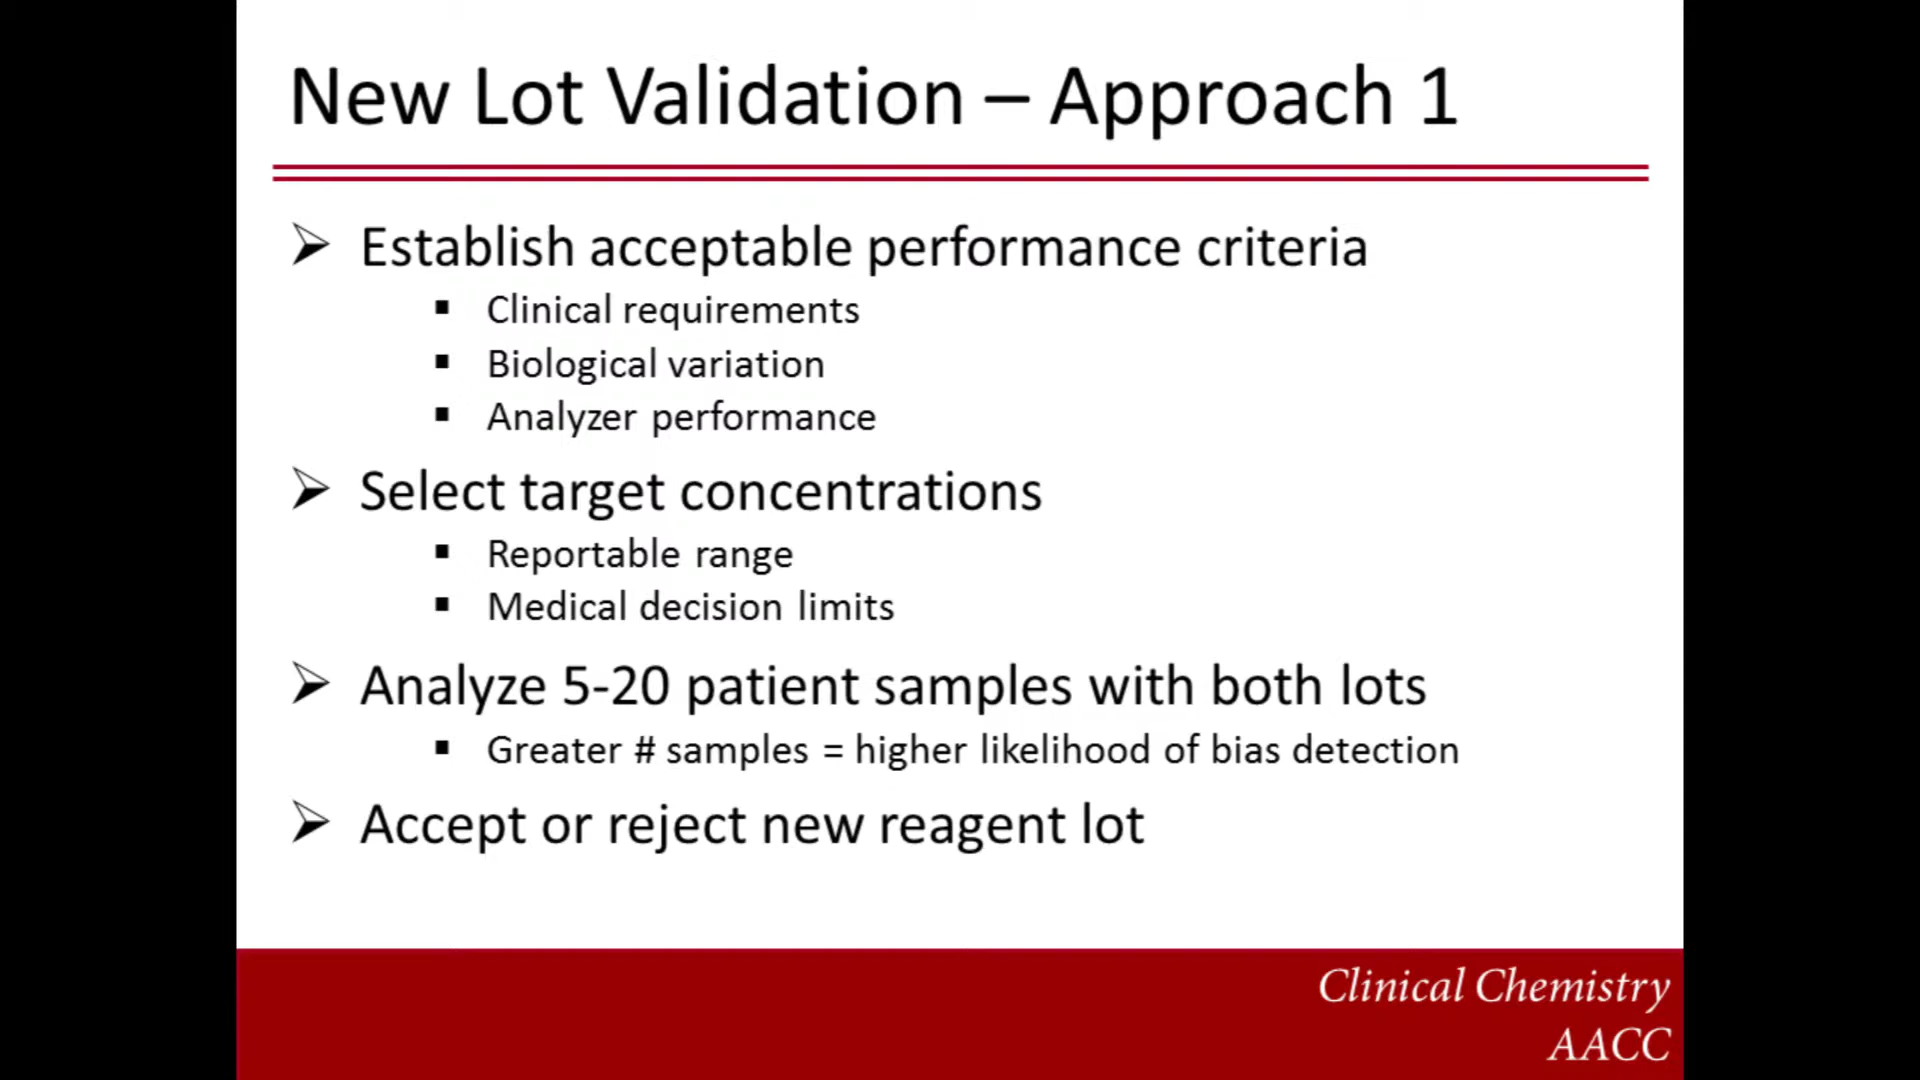 New Lot Validation – Approach 1
➢ Establish acceptable performance criteria
▪ Clinical requirements
▪ Biological variation
▪ Analyzer performance
➢ Select target concentrations
▪ Reportable range
▪ Medical decision limits
➢ Analyze 5-20 patient samples with both lots
▪ Greater # samples = higher likelihood of bias detection
➢ Accept or reject new reagent lot
Clinical Chemistry
AACC